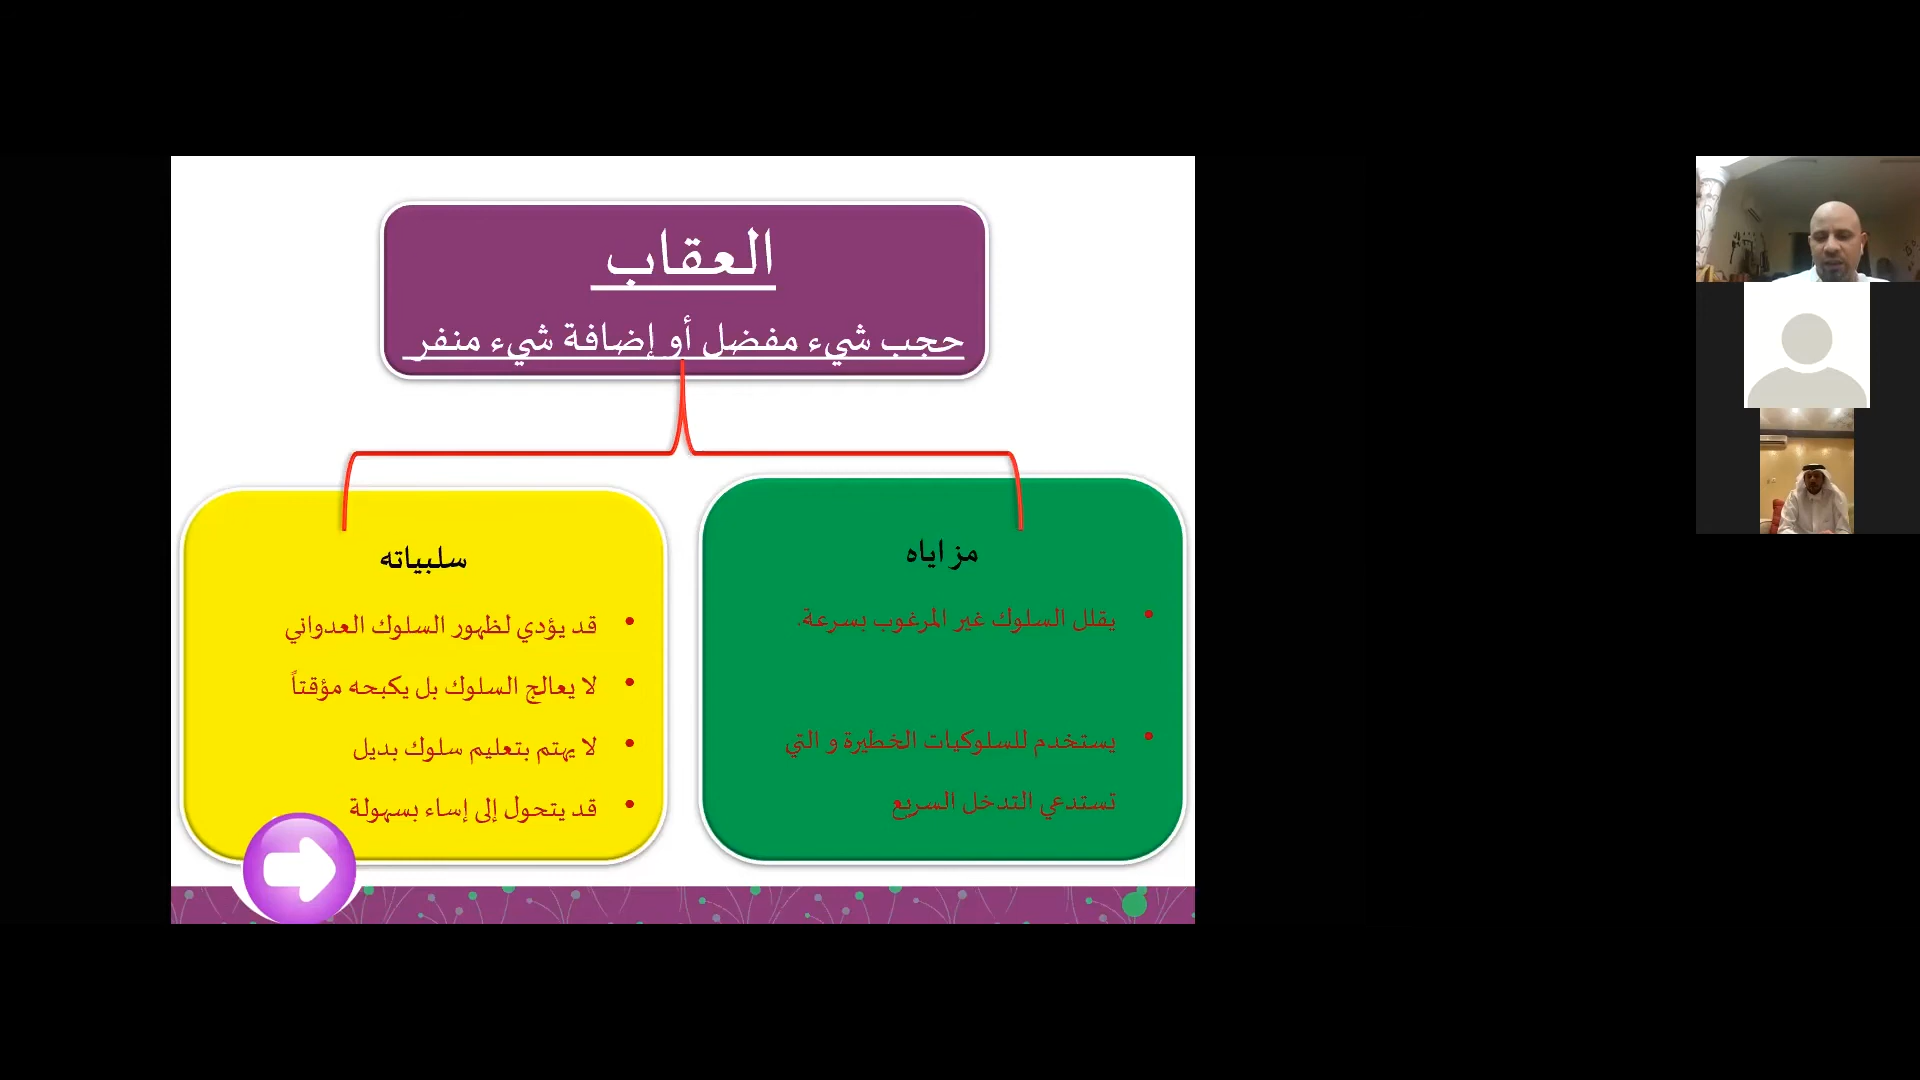 العقاب
حجب شيء مفضل أو إضافة شيء منفر
مزاياه
يقلل السلوك غير المرغوب بسرعة.
يستخدم للسلوكيات الخطيرة و التي
تستدعي التدخل السريع
سلبياته
قد يؤدي لظهور السلوك العدواني
لا يعالج السلوك بل يكبحه مؤقتاً
لا يهتم بتعليم سلوك بديل
قد يتحول إلى إساء بسهولة